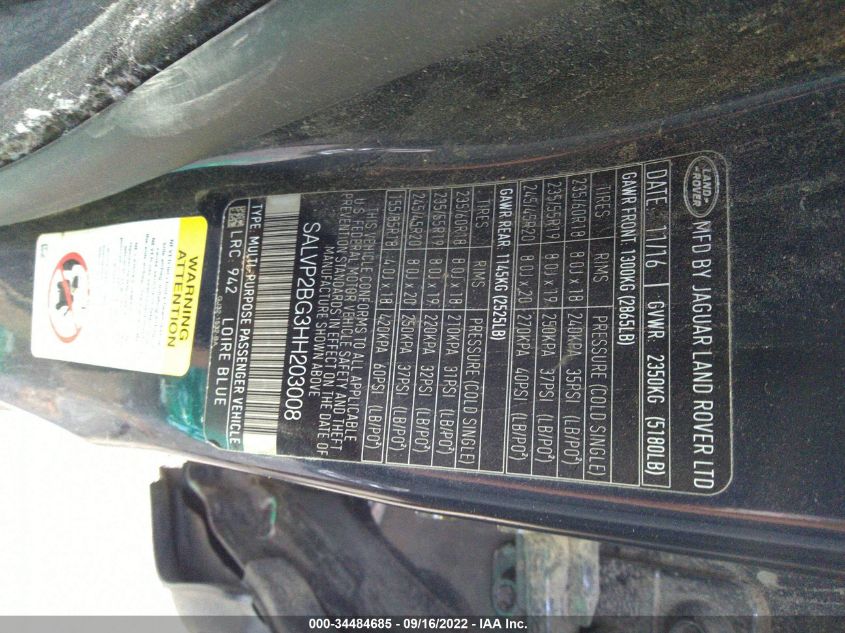 LAND ROVER
MFD BY JAGUAR LAND ROVER LTD
DATE: 11/16 GVWR 2350KG (5180LB)
GAWR FRONT: 1300KG (2865LB)
TIRES RIMS PRESSURE (COLD SINGLE)
235/60R18 8.0J x 18 240KPA 35PSI (LB/PO²)
235/55R19 8.0J x 19 250KPA 37PSI (LB/PO²)
245/45R20 8.0J x 20 270KPA 40PSI (LB/PO²)
GAWR REAR: 1145KG (2525LB)
TIRES RIMS PRESSURE (COLD SINGLE)
235/60R18 8.0J x 18 210KPA 31PSI (LB/PO²)
235/55R19 8.0J x 19 220KPA 32PSI (LB/PO²)
245/45R20 8.0J x 20 250KPA 37PSI (LB/PO²)
155/85R18 4.0J x 18 420KPA 60PSI (LB/PO²)
THIS VEHICLE CONFORMS TO ALL APPLICABLE
U.S. FEDERAL MOTOR VEHICLE SAFETY AND THEFT
PREVENTION STANDARDS IN EFFECT ON THE DATE OF
MANUFACTURE SHOWN ABOVE
SALVP2BG3HH203008
TYPE: MULTI-PURPOSE PASSENGER VEHICLE
LRC 942 LOIRE BLUE
WARNING
ATTENTION
000-34484685 - 09/16/2022 - IAA Inc.